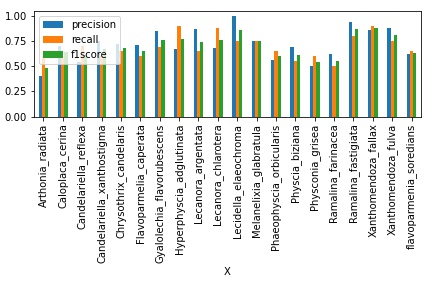 precision
recall
f1score
1.00
0.75
0.50
0.25
0.00
Arthonia_radiata
Caloplaca_cerina
Candelariella_reflexa
Candelariella_xanthostigma
Chrysothrix_candelaris
Flavoparmelia_caperata
Gyalolechia_flavorubescens
Hyperphyscia_adglutinata
Lecanora_argentata
Lecanora_chlarotera
Lecidella_elaeochroma
Melanelixia_glabratula
Phaeophyscia_orbicularis
Physcia_biziana
Physconia_grisea
Ramalina_farinacea
Ramalina_fastigiata
Xanthomendoza_fallax
Xanthomendoza_fulva
flavoparmenia_soredians
X